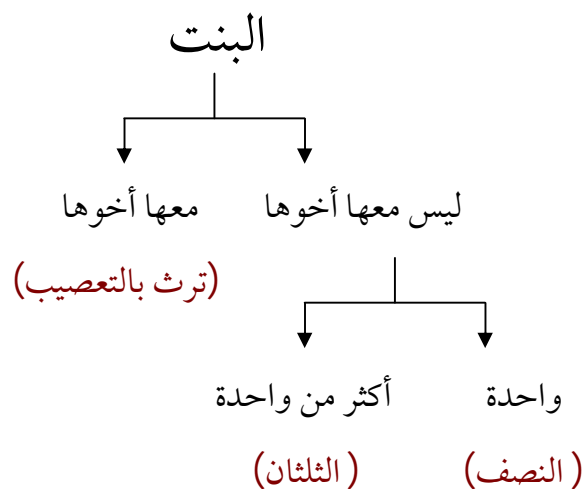 البنت
ليس معها أخوها
معها أخوها
(ترث بالتعصيب)
واحدة
أكثر من واحدة
(النصف)
(الثلثان)